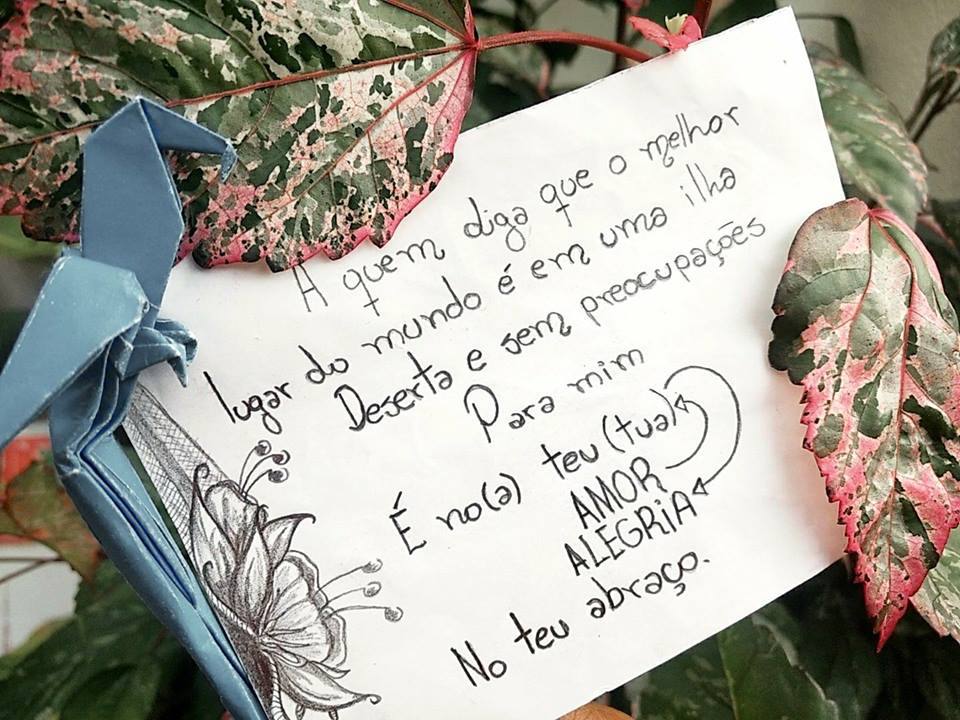 A quem diga que o melhor
lugar do mundo é em uma ilha
Deserta e sem preocupações
Para mim
É no(a) teu (tua)
AMOR
ALEGRIA
No teu abraço.